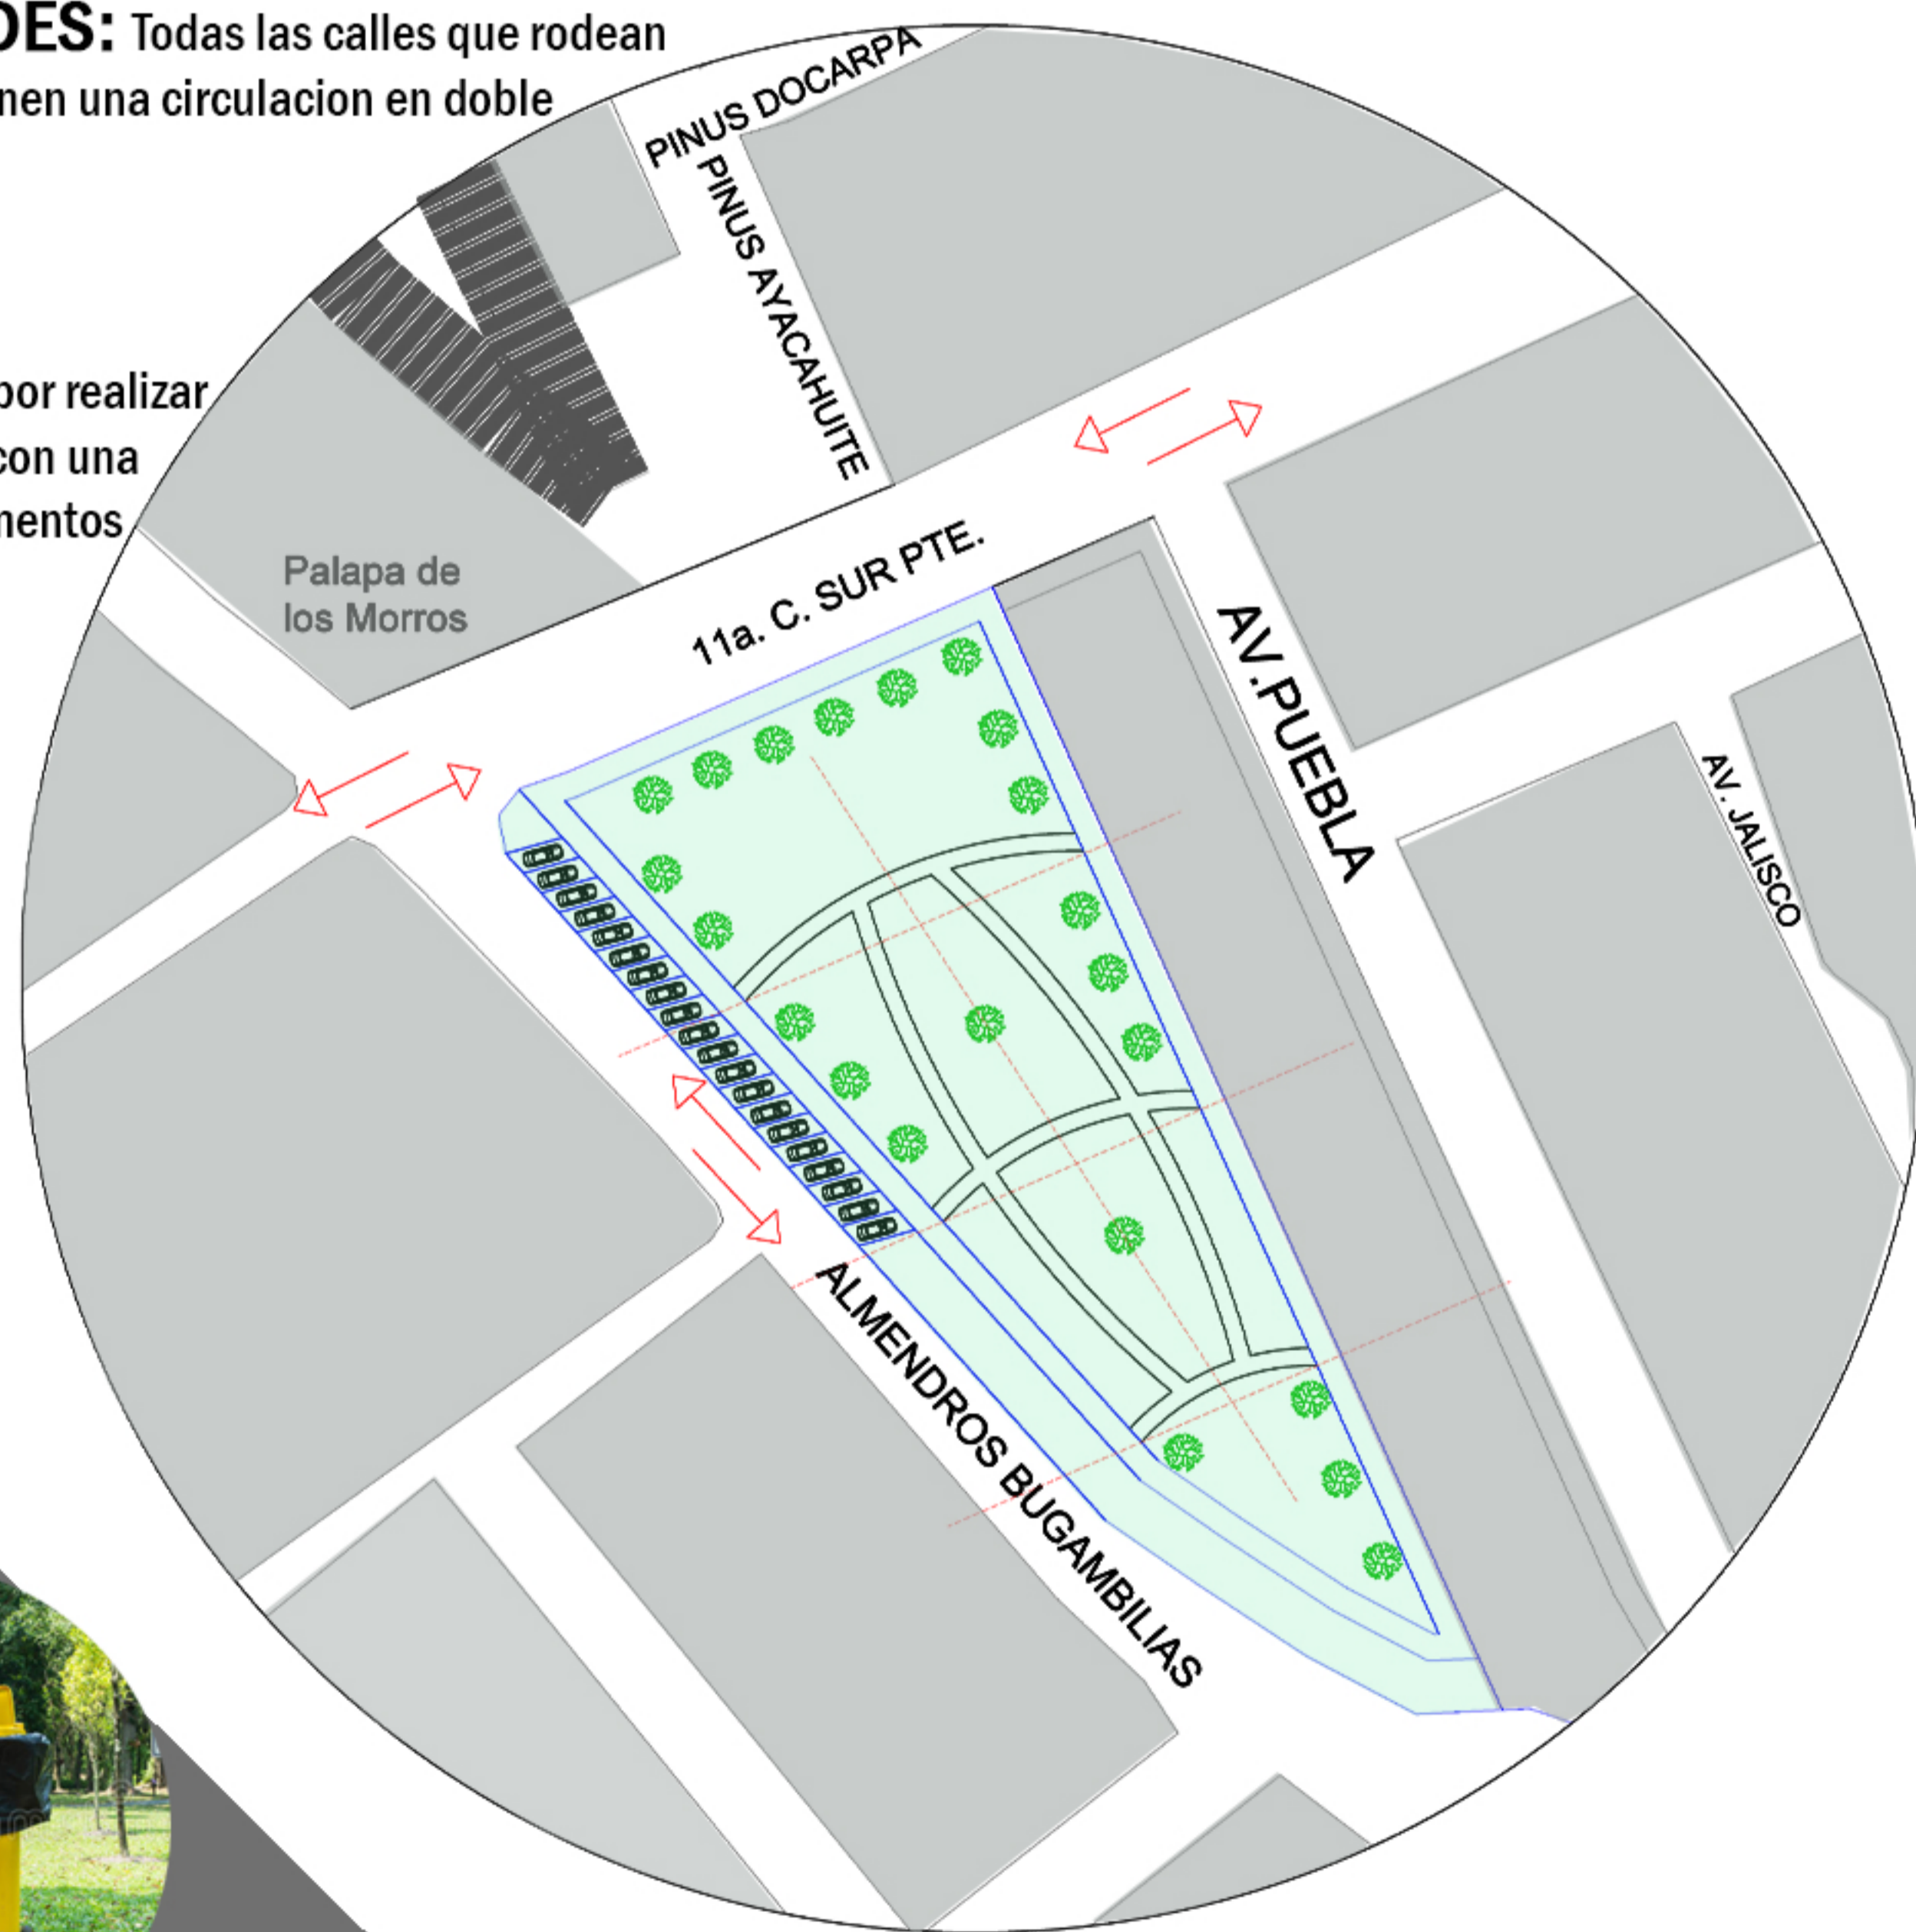 DES: Todas las calles que rodean
nen una circulacion en doble
por realizar
con una
mentos
PINUS DOCARPA
PINUS AYACAHUITE
Palapa de
los Morros
11a. C. SUR PTE.
AV.PUEBLA
AV. JALISCO
ALMENDROS BUGAMBILIAS